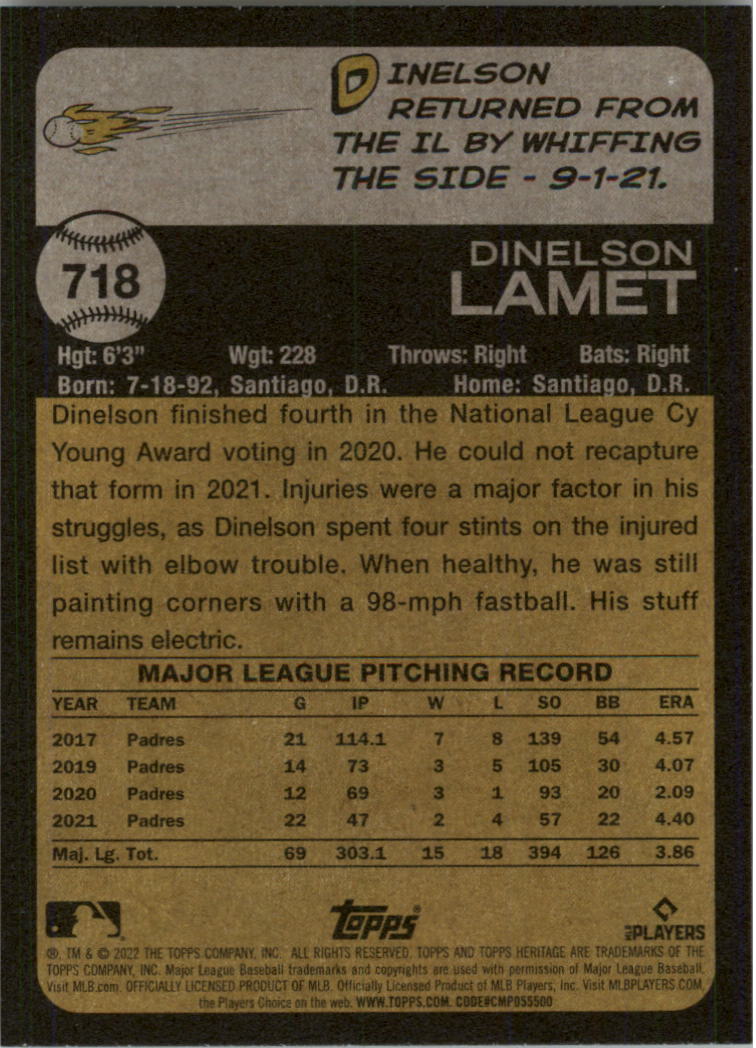 DINELSON
RETURNED FROM
THE IL BY WHIFFING
THE SIDE - 9-1-21.
718
DINELSON
LAMET
Hgt: 6'3" Wgt: 228 Throws: Right Bats: Right
Born: 7-18-92, Santiago, D.R. Home: Santiago, D.R.
Dinelson finished fourth in the National League Cy
Young Award voting in 2020. He could not recapture
that form in 2021. Injuries were a major factor in his
struggles, as Dinelson spent four stints on the injured
list with elbow trouble. When healthy, he was still
painting corners with a 98-mph fastball. His stuff
remains electric.
MAJOR LEAGUE PITCHING RECORD
YEAR TEAM G IP W L SO BB ERA
2017 Padres 21 114.1 7 8 139 54 4.57
2019 Padres 14 73 3 5 105 30 4.07
2020 Padres 12 69 3 1 93 20 2.09
2021 Padres 22 47 2 4 57 22 4.40
Maj. Lg. Tot. 69 303.1 15 18 394 126 3.86
Topps
MLB PLAYERS
®, TM & © 2022 THE TOPPS COMPANY, INC. ALL RIGHTS RESERVED. TOPPS AND TOPPS HERITAGE ARE TRADEMARKS OF THE
TOPPS COMPANY, INC. Major League Baseball trademarks and copyrights are used with permission of Major League Baseball.
Visit MLB.com. OFFICIALLY LICENSED PRODUCT OF MLB. Officially Licensed Product of MLB Players, Inc. Visit MLBPLAYERS.COM,
the Players Choice on the web. WWW.TOPPS.COM. CODE#CMP055500